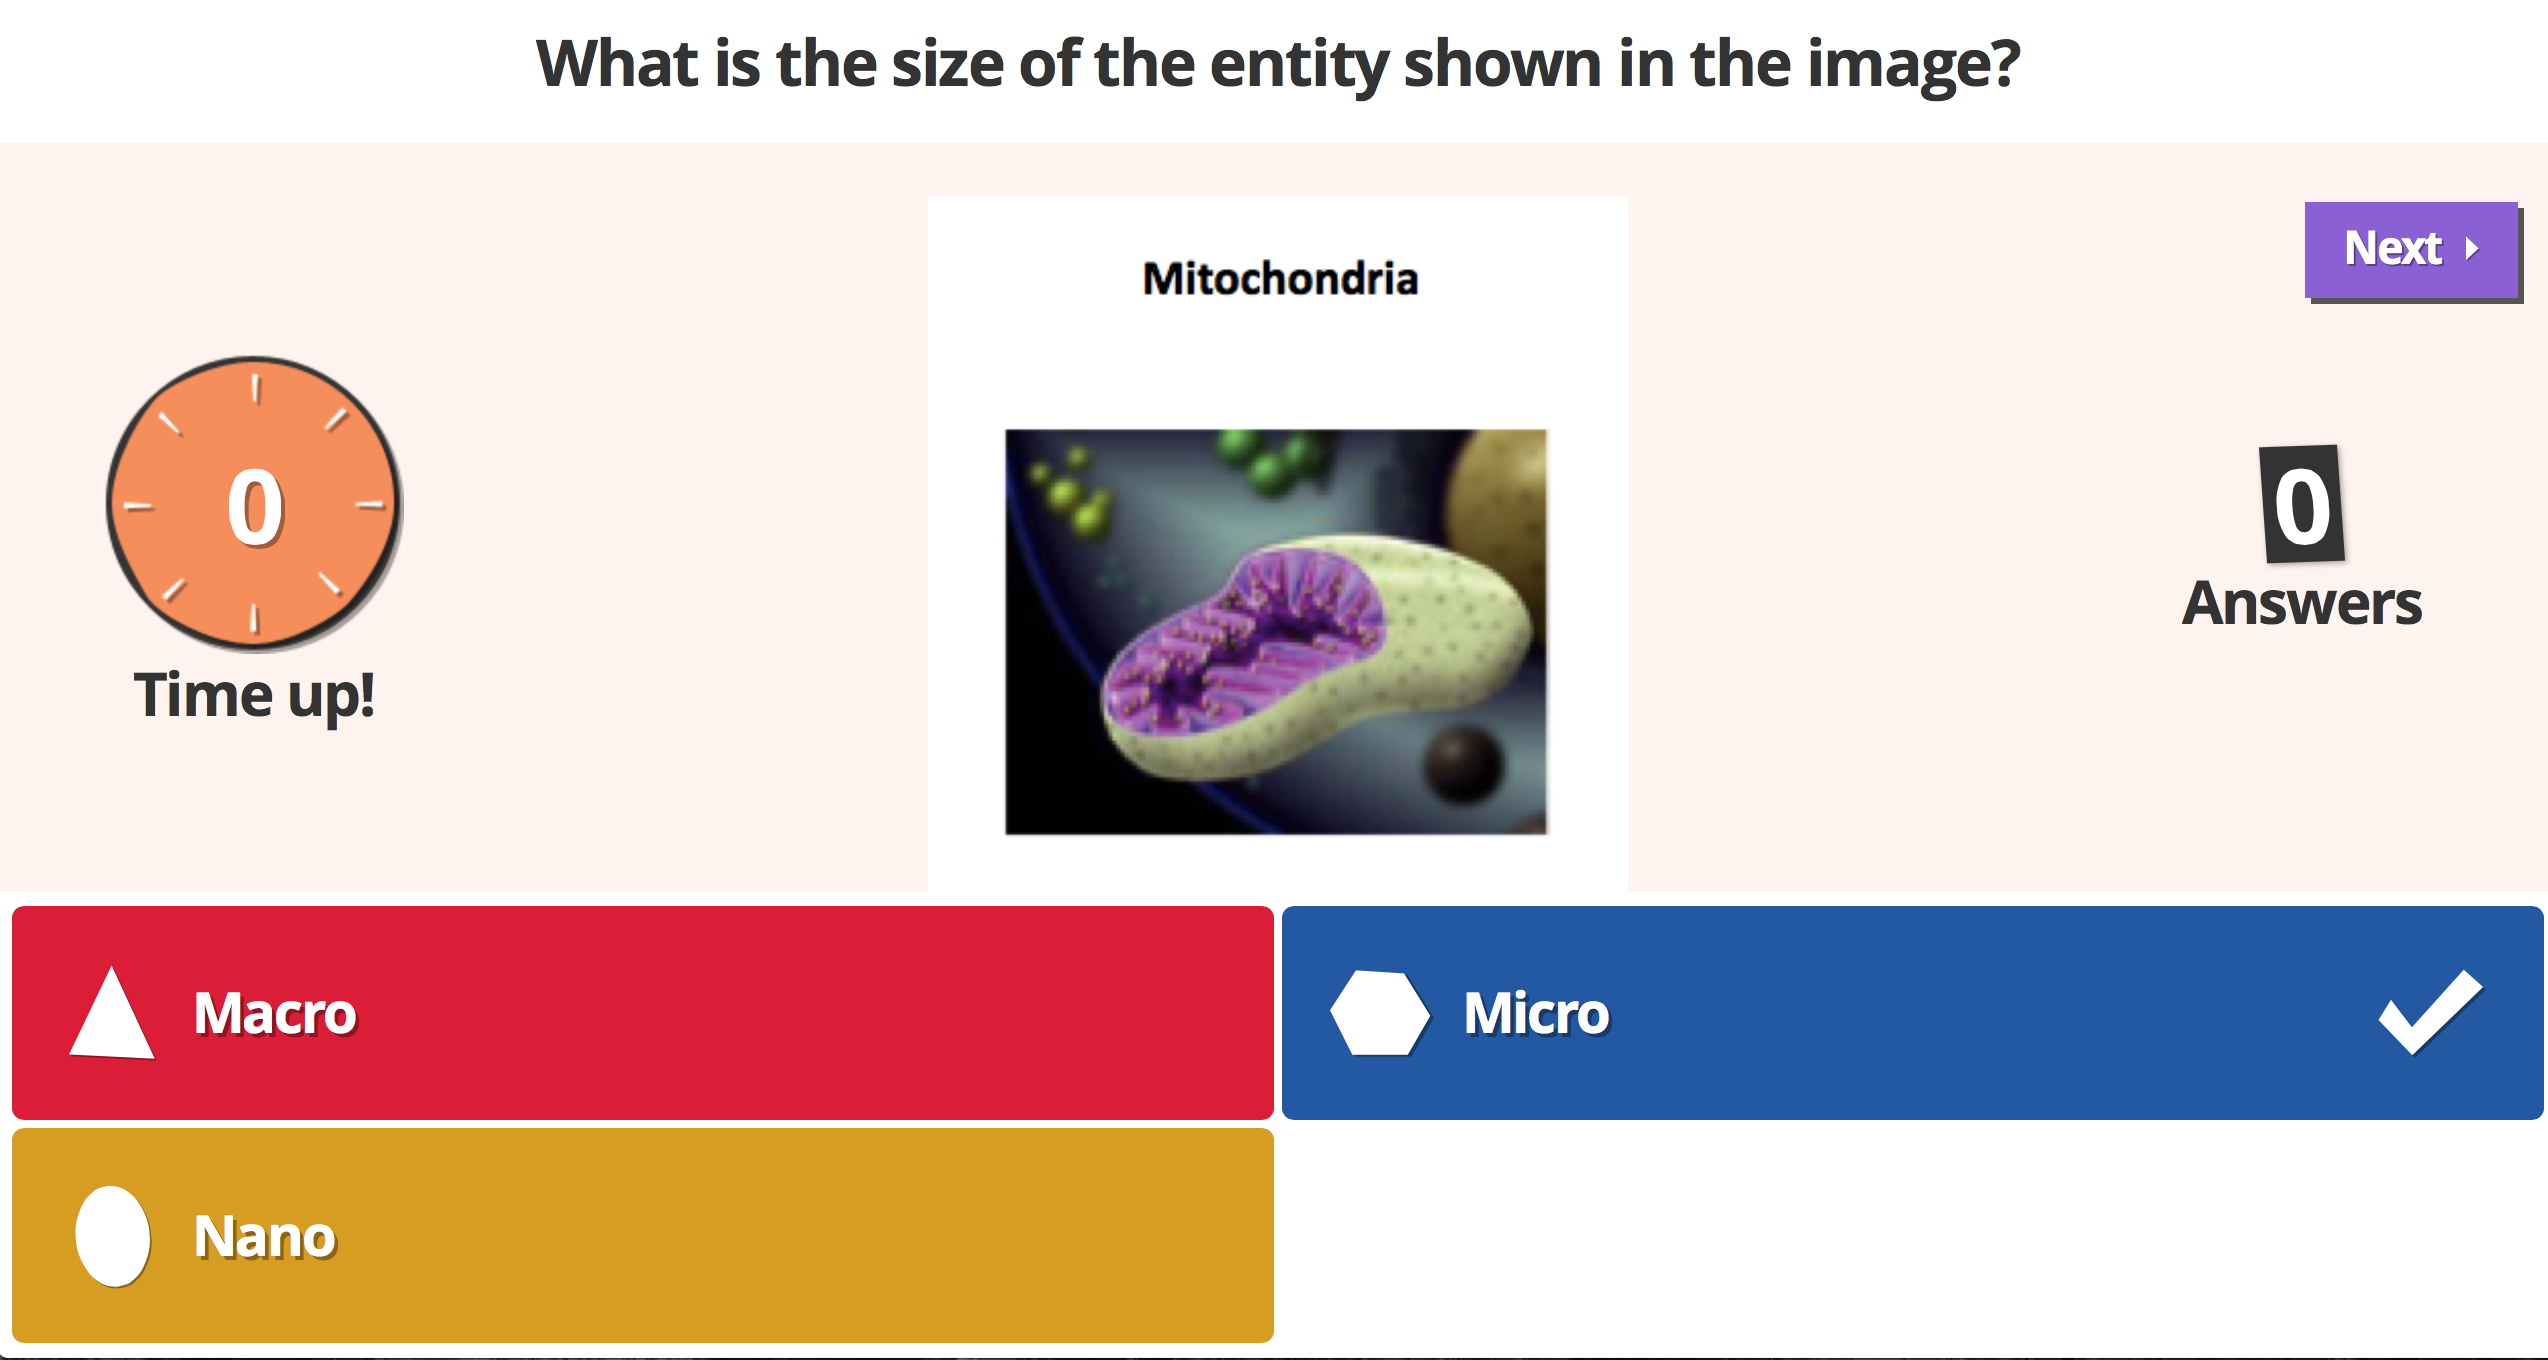 What is the size of the entity shown in the image?
Next
Mitochondria
0
Time up!
0
Answers
Macro
Micro
Nano